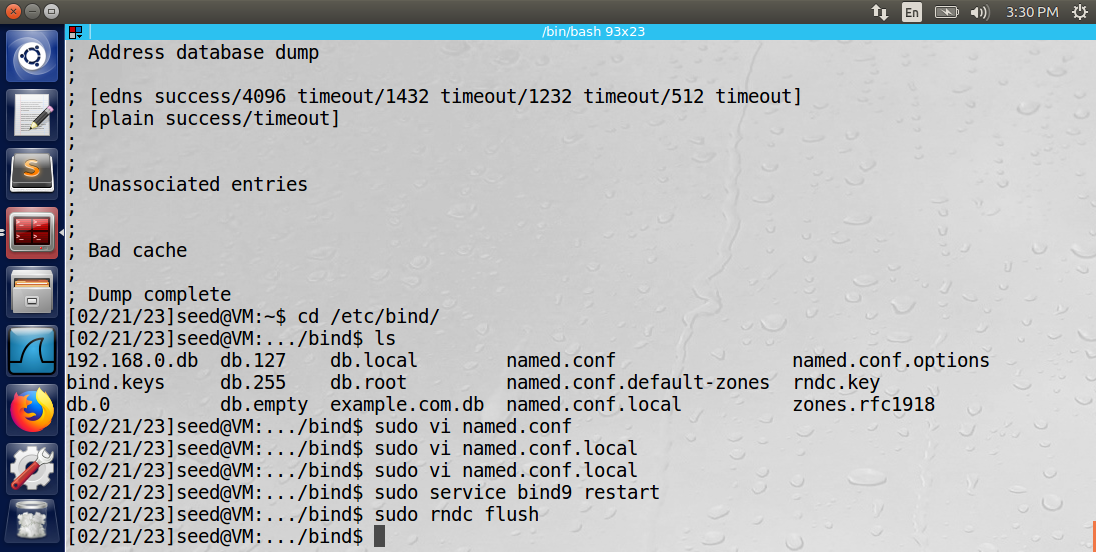 En 3:30 PM
/bin/bash 93x23
; Address database dump
;
; [edns success/4096 timeout/1432 timeout/1232 timeout/512 timeout]
; [plain success/timeout]
;
;
; Unassociated entries
;
;
; Bad cache
;
; Dump complete
[02/21/23]seed@VM:~$ cd /etc/bind/
[02/21/23]seed@VM:.../bind$ ls
192.168.0.db  db.127    db.local        named.conf                named.conf.options
bind.keys     db.255    db.root         named.conf.default-zones  rndc.key
db.0          db.empty  example.com.db  named.conf.local          zones.rfc1918
[02/21/23]seed@VM:.../bind$ sudo vi named.conf
[02/21/23]seed@VM:.../bind$ sudo vi named.conf.local
[02/21/23]seed@VM:.../bind$ sudo vi named.conf.local
[02/21/23]seed@VM:.../bind$ sudo service bind9 restart
[02/21/23]seed@VM:.../bind$ sudo rndc flush
[02/21/23]seed@VM:.../bind$